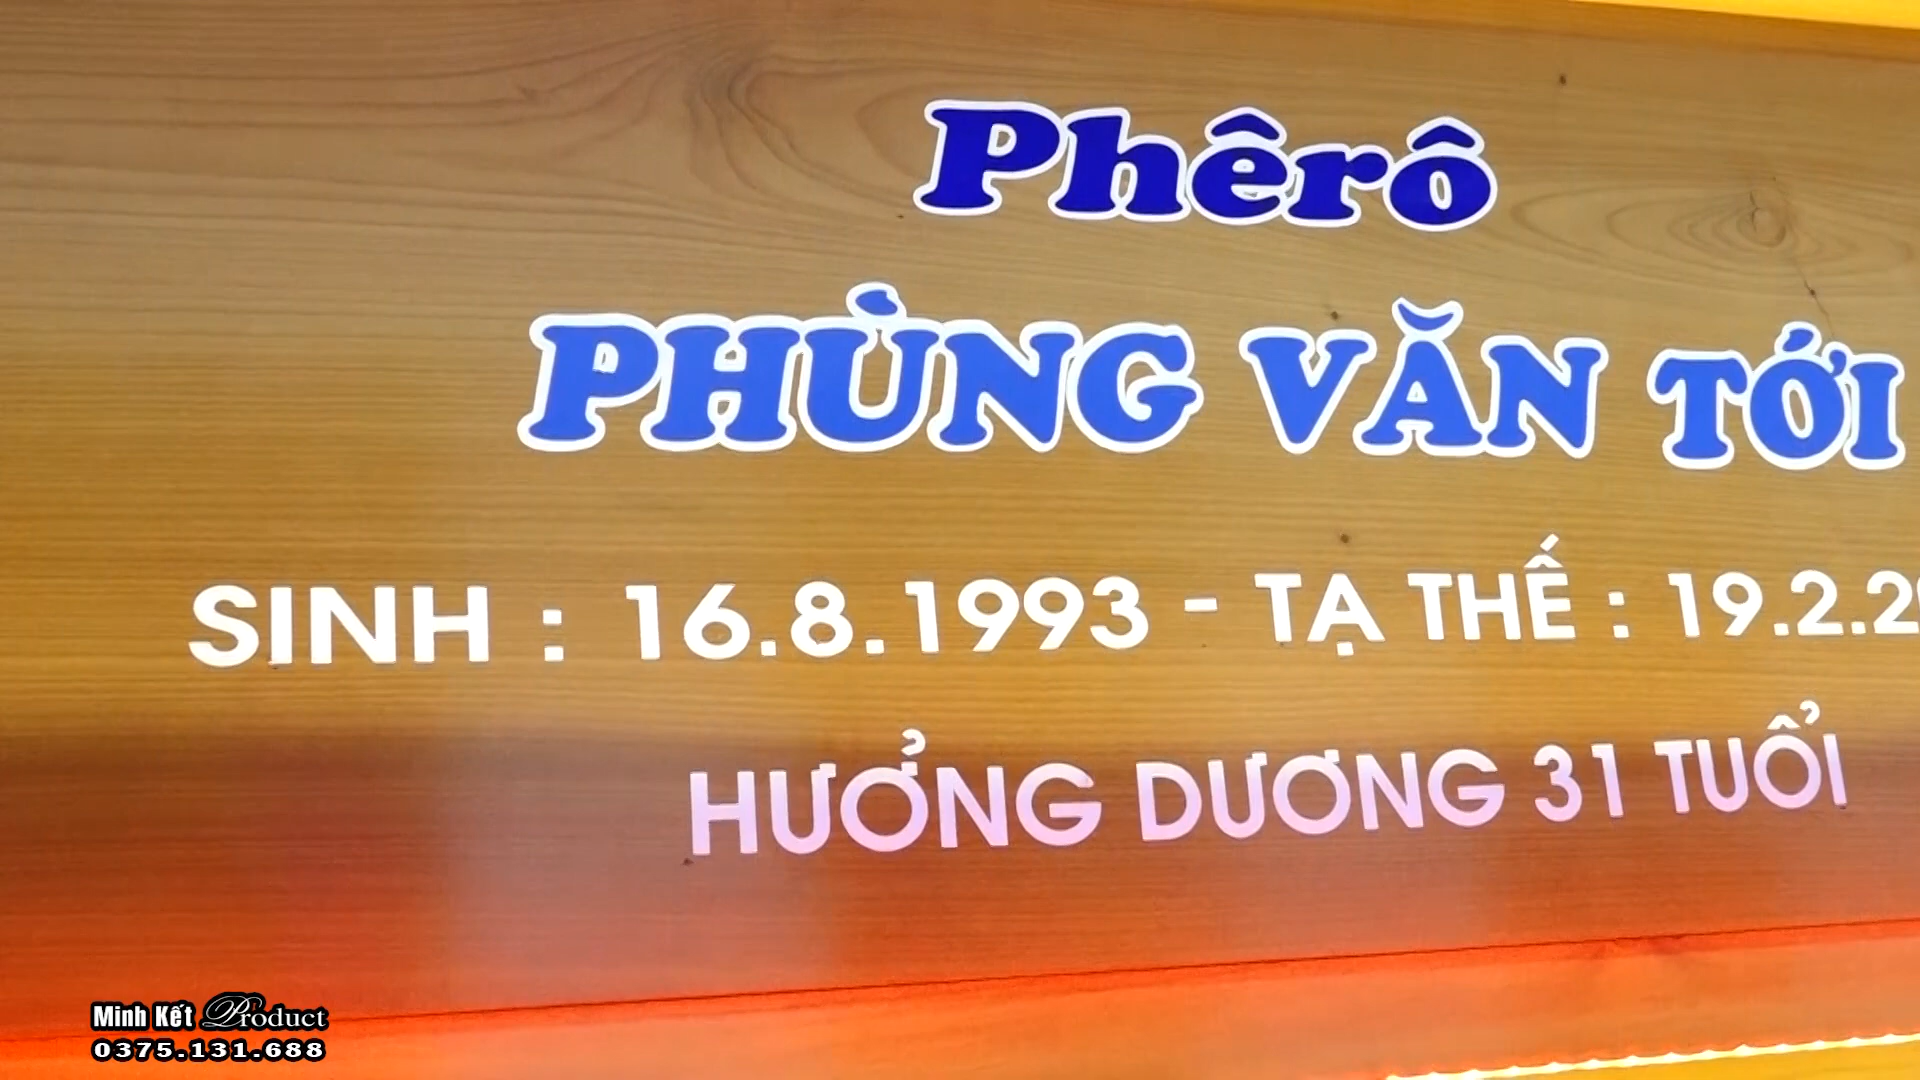 Phêrô
PHÙNG VĂN TỚI
SINH : 16.8.1993 - TẠ THẾ : 19.2.2
HƯỞNG DƯƠNG 31 TUỔI
Minh Kết Product
0375.131.688